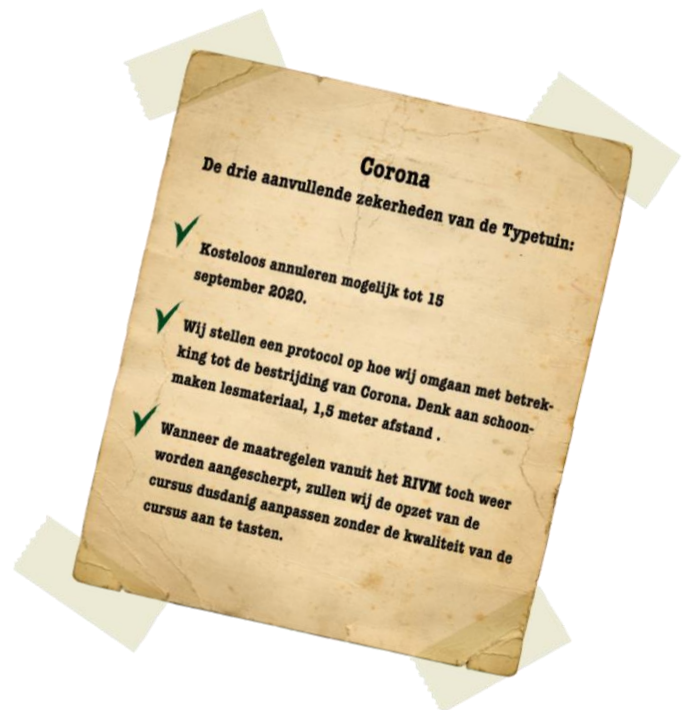 Corona
De drie aanvullende zekerheden van de Typetuin:
Kosteloos annuleren mogelijk tot 15
september 2020.
Wij stellen een protocol op hoe wij omgaan met betrek-
king tot de bestrijding van Corona. Denk aan schoon-
maken lesmateriaal, 1,5 meter afstand .
Wanneer de maatregelen vanuit het RIVM toch weer
worden aangescherpt, zullen wij de opzet van de
cursus dusdanig aanpassen zonder de kwaliteit van de
cursus aan te tasten.